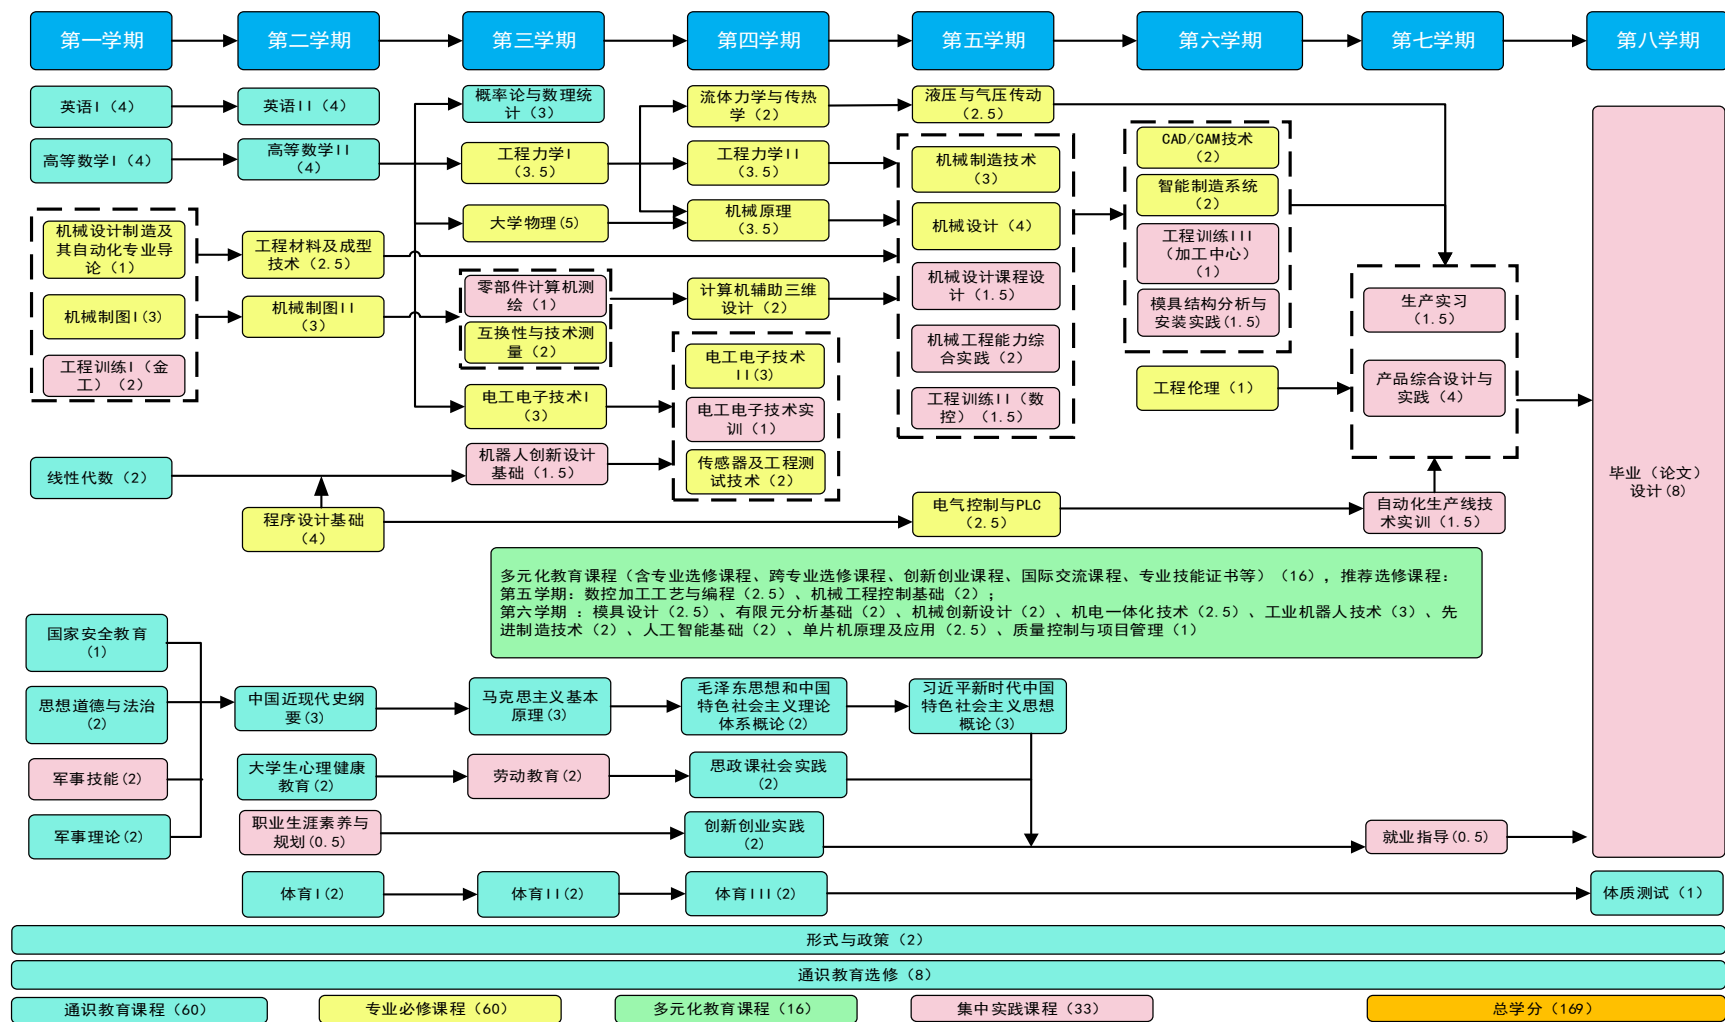 第一学期
第二学期
第三学期
第四学期
第五学期
第六学期
第七学期
第八学期
英语I（4）
英语II（4）
概率论与数理统
计（3）
流体力学与传热
学（2）
液压与气压传动
（2.5）
高等数学I（4）
高等数学II
（4）
工程力学I
（3.5）
工程力学II
（3.5）
机械制造技术
（3）
CAD/CAM技术
（2）
智能制造系统
（2）
机械设计制造及
其自动化专业导
论（1）
工程材料及成型
技术（2.5）
大学物理(5)
机械原理
（3.5）
机械设计（4）
工程训练III
（加工中心）
（1）
机械制图I(3)
机械制图II
（3）
零部件计算机测
绘（1）
互换性与技术测
量（2）
计算机辅助三维
设计（2）
机械设计课程设
计（1.5）
模具结构分析与
安装实践(1.5)
生产实习
（1.5）
工程训练I（金
工）（2）
电工电子技术
II(3)
机械工程能力综
合实践（2）
工程伦理（1）
产品综合设计与
实践（4）
电工电子技术I
（3）
电工电子技术实
训（1）
工程训练II（数
控）（1.5）
线性代数（2）
机器人创新设计
基础（1.5）
传感器及工程测
试技术（2）
毕业（论文）
设计(8)
程序设计基础
（4）
电气控制与PLC
（2.5）
自动化生产线技
术实训（1.5）
多元化教育课程（含专业选修课程、跨专业选修课程、创新创业课程、国际交流课程、专业技能证书等）（16），推荐选修课程：
第五学期：数控加工工艺与编程（2.5）、机械工程控制基础（2）；
第六学期 ：模具设计（2.5）、有限元分析基础（2）、机械创新设计（2）、机电一体化技术（2.5）、工业机器人技术（3）、先
进制造技术（2）、人工智能基础（2）、单片机原理及应用（2.5）、质量控制与项目管理（1）
国家安全教育
(1)
思想道德与法治
(2)
中国近现代史纲
要(3)
马克思主义基本
原理(3)
毛泽东思想和中国
特色社会主义理论
体系概论(2)
习近平新时代中国
特色社会主义思想
概论(3)
军事技能(2)
大学生心理健康
教育(2)
劳动教育(2)
思政课社会实践
(2)
军事理论(2)
职业生涯素养与
规划(0.5)
创新创业实践
(2)
就业指导(0.5)
体育I(2)
体育II(2)
体育III(2)
体质测试（1）
形式与政策（2）
通识教育选修（8）
通识教育课程（60）
专业必修课程（60）
多元化教育课程（16）
集中实践课程（33）
总学分（169）